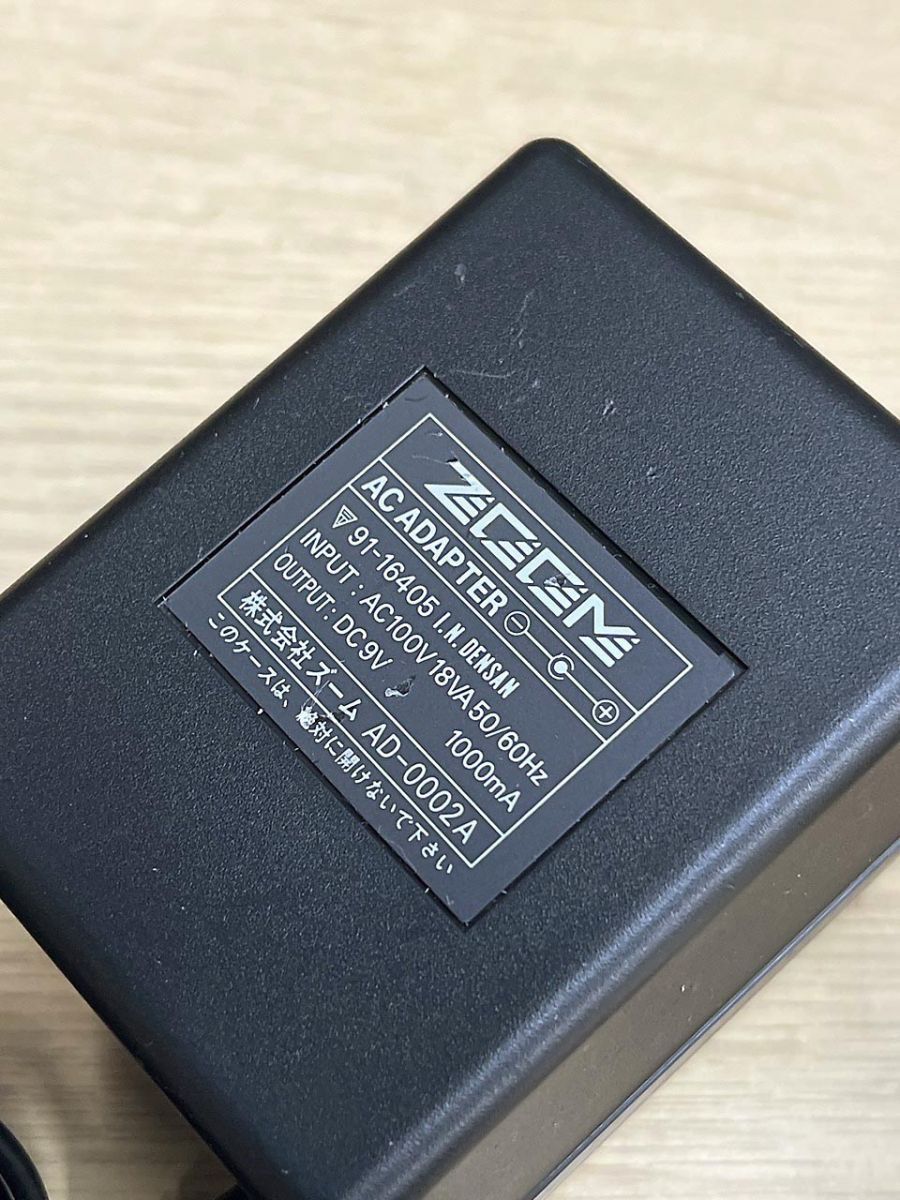 ZOOM
AC ADAPTER
91-16405 I.N. DENSAN
INPUT : AC100V 18VA 50/60Hz
OUTPUT : DC 9V 1000mA
株式会社ズーム AD-0002A
このケースは、絶対に開けないで下さい